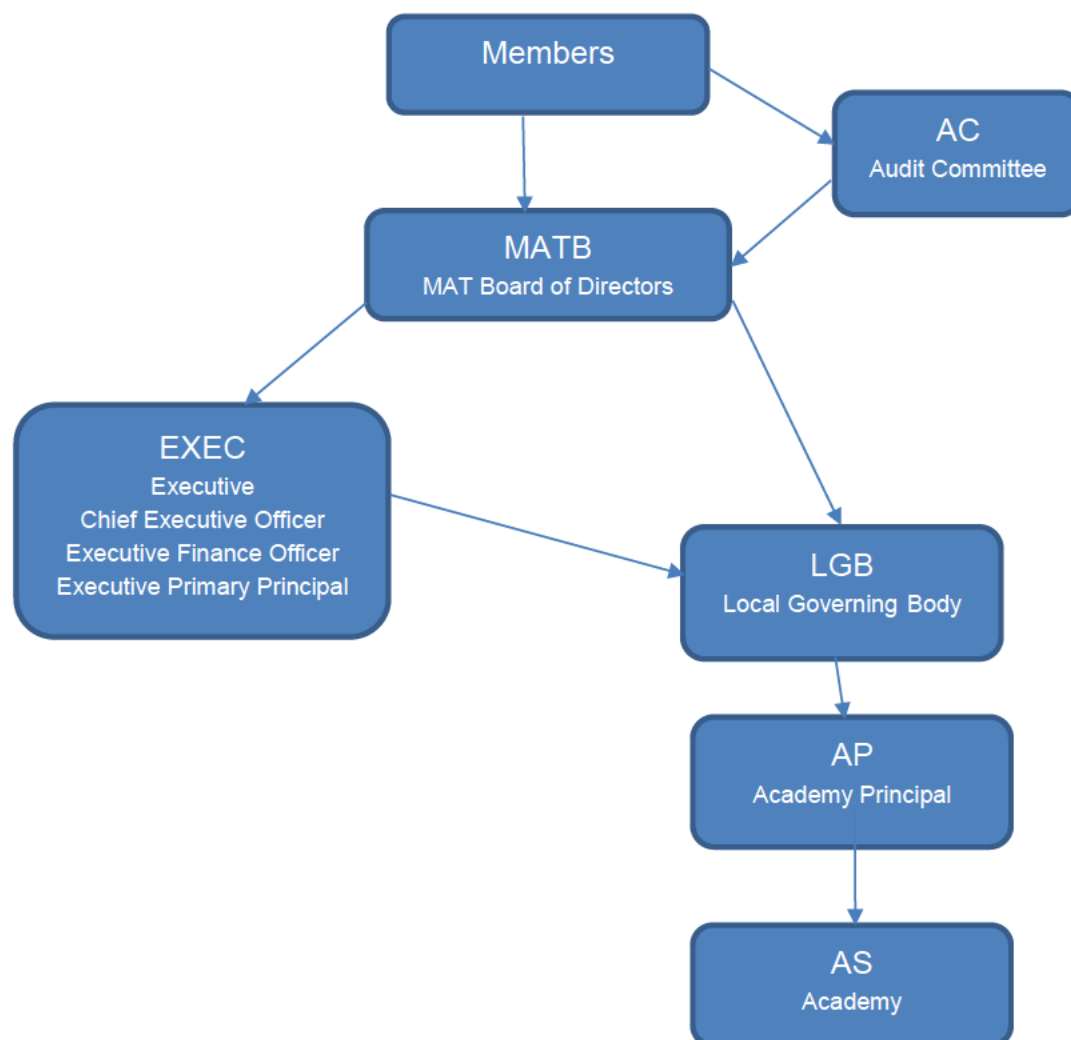 Members
AC
Audit Committee
MATB
MAT Board of Directors
EXEC
Executive
Chief Executive Officer
Executive Finance Officer
Executive Primary Principal
LGB
Local Governing Body
AP
Academy Principal
AS
Academy